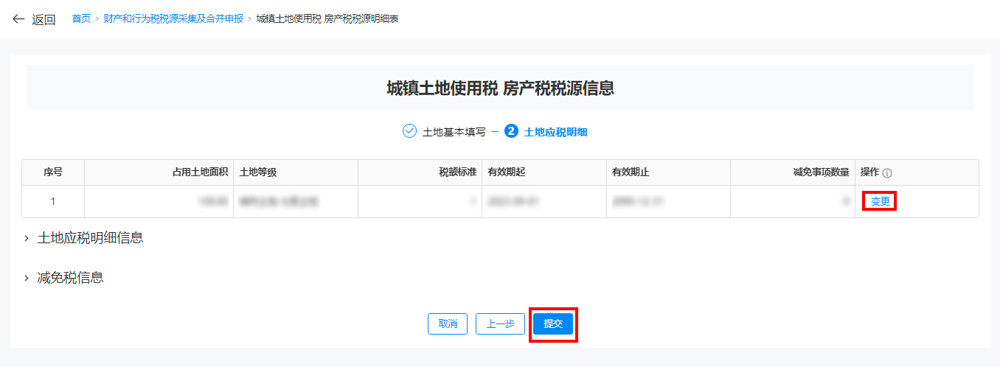 返回 首页 › 财产和行为税税源采集及合并申报 › 城镇土地使用税 房产税税源明细表
城镇土地使用税 房产税税源信息
土地基本填写 2 土地应税明细
序号 占用土地面积 土地等级 税额标准 有效期起 有效期止 减免事项数量 操作
1 变更
土地应税明细信息
减免税信息
取消 上一步 提交